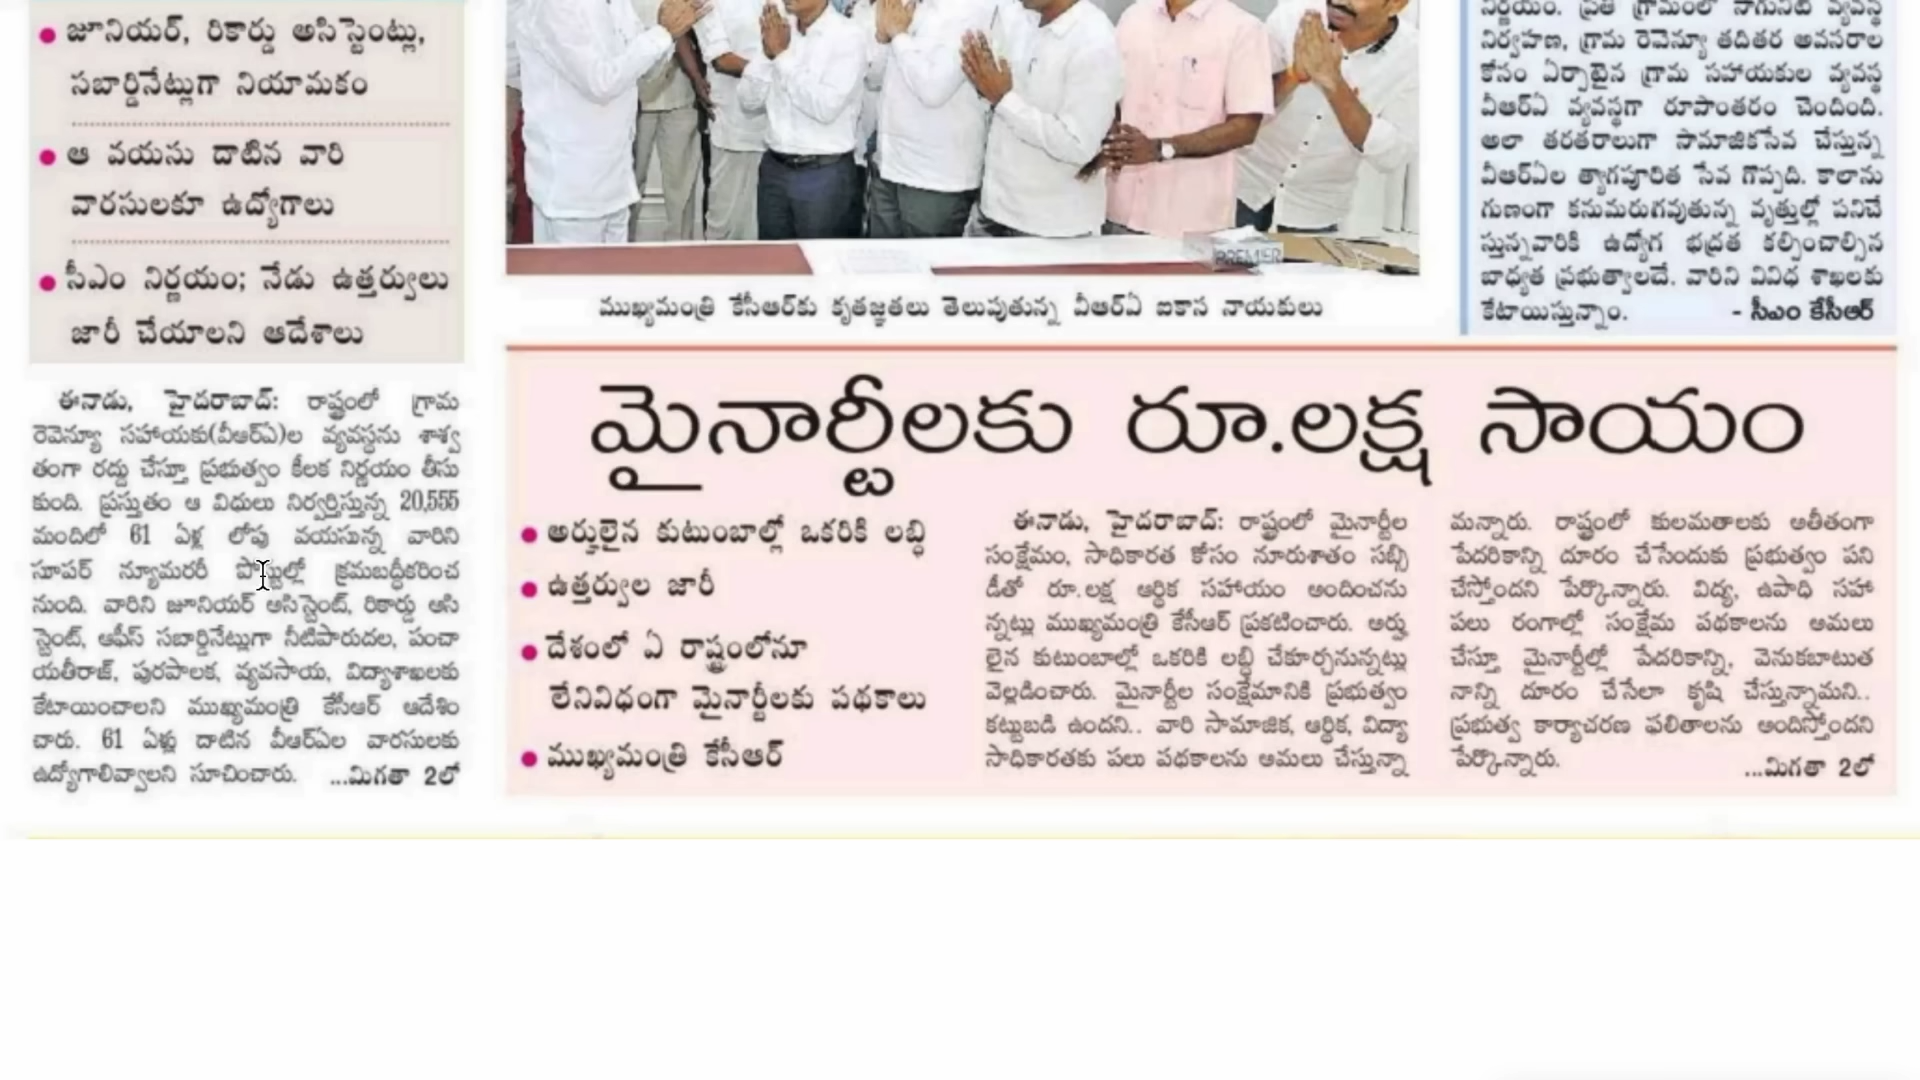 జూనియర్, రికార్డు అసిస్టెంట్లు,
సబార్డినేట్లుగా నియామకం
ఆ వయసు దాటిన వారి
వారసులకూ ఉద్యోగాలు
సీఎం నిర్ణయం; నేడు ఉత్తర్వులు
జారీ చేయాలని ఆదేశాలు
ఈనాడు, హైదరాబాద్: రాష్ట్రంలో గ్రామ
రెవెన్యూ సహాయకు(వీఆర్ఏ)ల వ్యవస్థను శాశ్వ
తంగా రద్దు చేస్తూ ప్రభుత్వం కీలక నిర్ణయం తీసు
కుంది. ప్రస్తుతం ఆ విధులు నిర్వర్తిస్తున్న 20,555
మందిలో 61 ఏళ్ల లోపు వయసున్న వారిని
సూపర్ న్యూమరరీ పోస్టుల్లో క్రమబద్ధీకరించ
నుంది. వారిని జూనియర్ అసిస్టెంట్, రికార్డు అసి
స్టెంట్, ఆఫీస్ సబార్డినేట్లుగా నీటిపారుదల, పంచా
యతీరాజ్, పురపాలక, వ్యవసాయ, విద్యాశాఖలకు
కేటాయించాలని ముఖ్యమంత్రి కేసీఆర్ ఆదేశిం
చారు. 61 ఏళ్లు దాటిన వీఆర్ఏల వారసులకు
ఉద్యోగాలివ్వాలని సూచించారు. ...మిగతా 2లో
PREMIER
ముఖ్యమంత్రి కేసీఆర్‌కు కృతజ్ఞతలు తెలుపుతున్న వీఆర్ఏ ఐకాస నాయకులు
నిర్ణయం. ప్రతి గ్రామంలో సాగునీటి వ్యవస్థ
నిర్వహణ, గ్రామ రెవెన్యూ తదితర అవసరాల
కోసం ఏర్పాటైన గ్రామ సహాయకుల వ్యవస్థ
వీఆర్ఏ వ్యవస్థగా రూపాంతరం చెందింది.
అలా తరతరాలుగా సామాజికసేవ చేస్తున్న
వీఆర్ఏల త్యాగపూరిత సేవ గొప్పది. కాలాను
గుణంగా కనుమరుగవుతున్న వృత్తుల్లో పనిచే
స్తున్నవారికి ఉద్యోగ భద్రత కల్పించాల్సిన
బాధ్యత ప్రభుత్వాలదే. వారిని వివిధ శాఖలకు
కేటాయిస్తున్నాం. - సీఎం కేసీఆర్
మైనార్టీలకు రూ.లక్ష సాయం
అర్హులైన కుటుంబాల్లో ఒకరికి లబ్ధి
ఉత్తర్వుల జారీ
దేశంలో ఏ రాష్ట్రంలోనూ
లేనివిధంగా మైనార్టీలకు పథకాలు
ముఖ్యమంత్రి కేసీఆర్
ఈనాడు, హైదరాబాద్: రాష్ట్రంలో మైనార్టీల
సంక్షేమం, సాధికారత కోసం నూరుశాతం సబ్సి
డీతో రూ.లక్ష ఆర్థిక సహాయం అందించను
న్నట్లు ముఖ్యమంత్రి కేసీఆర్ ప్రకటించారు. అర్హు
లైన కుటుంబాల్లో ఒకరికి లబ్ధి చేకూర్చనున్నట్లు
వెల్లడించారు. మైనార్టీల సంక్షేమానికి ప్రభుత్వం
కట్టుబడి ఉందని.. వారి సామాజిక, ఆర్థిక, విద్యా
సాధికారతకు పలు పథకాలను అమలు చేస్తున్నా
మన్నారు. రాష్ట్రంలో కులమతాలకు అతీతంగా
పేదరికాన్ని దూరం చేసేందుకు ప్రభుత్వం పని
చేస్తోందని పేర్కొన్నారు. విద్య, ఉపాధి సహా
పలు రంగాల్లో సంక్షేమ పథకాలను అమలు
చేస్తూ మైనార్టీల్లో పేదరికాన్ని, వెనుకబాటుత
నాన్ని దూరం చేసేలా కృషి చేస్తున్నామని..
ప్రభుత్వ కార్యాచరణ ఫలితాలను అందిస్తోందని
పేర్కొన్నారు. ...మిగతా 2లో